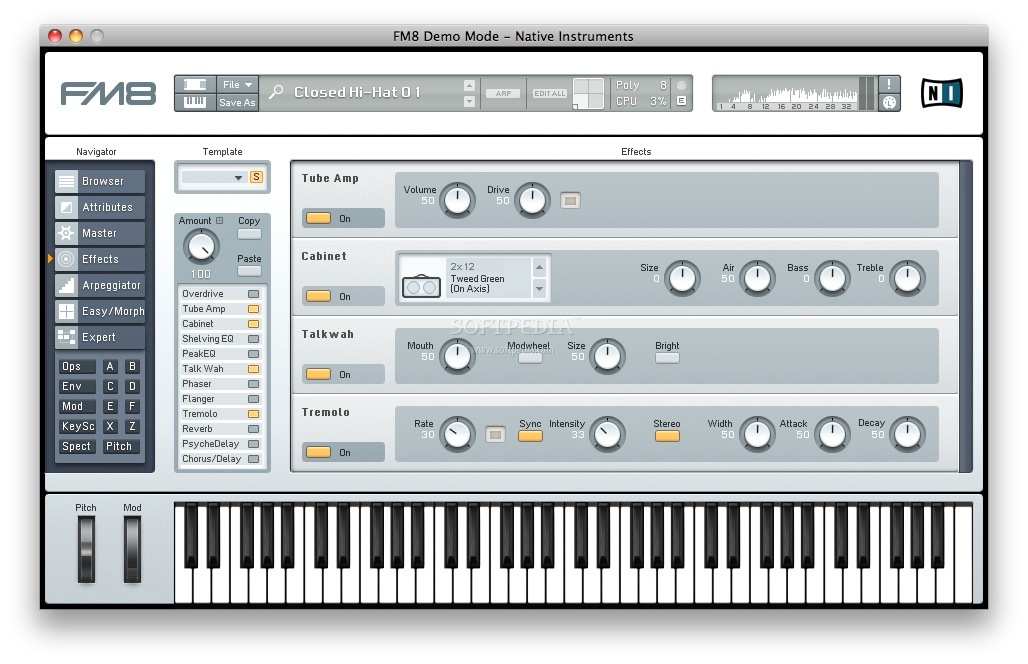 FM8 Demo Mode – Native Instruments
FM8
File
Save As
Closed Hi-Hat 01
ARP
EDIT ALL
Poly 8
CPU 3%
1 4 8 12 16 20 24 28 32
!
NI
Navigator
Browser
Attributes
Master
Effects
Arpeggiator
Easy/Morph
Expert
Ops A B
Env C D
Mod E F
KeySc X Z
Spect Pitch
Template
S
Amount
Copy
Paste
100
Overdrive
Tube Amp
Cabinet
Shelving EQ
PeakEQ
Talk Wah
Phaser
Flanger
Tremolo
Reverb
PsycheDelay
Chorus/Delay
Effects
Tube Amp
On
Volume
50
Drive
50
Cabinet
On
2x12
Tweed Green
(On Axis)
Size
0
Air
50
Bass
0
Treble
0
Talkwah
On
Mouth
50
Modwheel
Size
50
Bright
SOFTPEDIA
www.softpedia.com
Tremolo
On
Rate
30
Sync
Intensity
33
Stereo
Width
50
Attack
50
Decay
50
Pitch
Mod